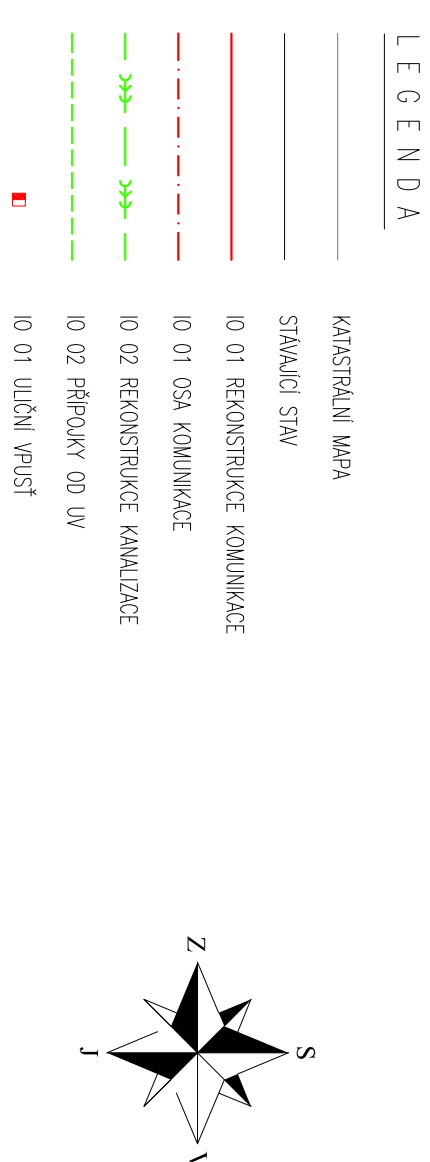 L E G E N D A
KATASTRÁLNÍ MAPA
STÁVAJÍCÍ STAV
IO 01 REKONSTRUKCE KOMUNIKACE
IO 01 OSA KOMUNIKACE
IO 02 REKONSTRUKCE KANALIZACE
IO 02 PŘÍPOJKY OD UV
IO 01 ULIČNÍ VPUSŤ
S
Z
V
J